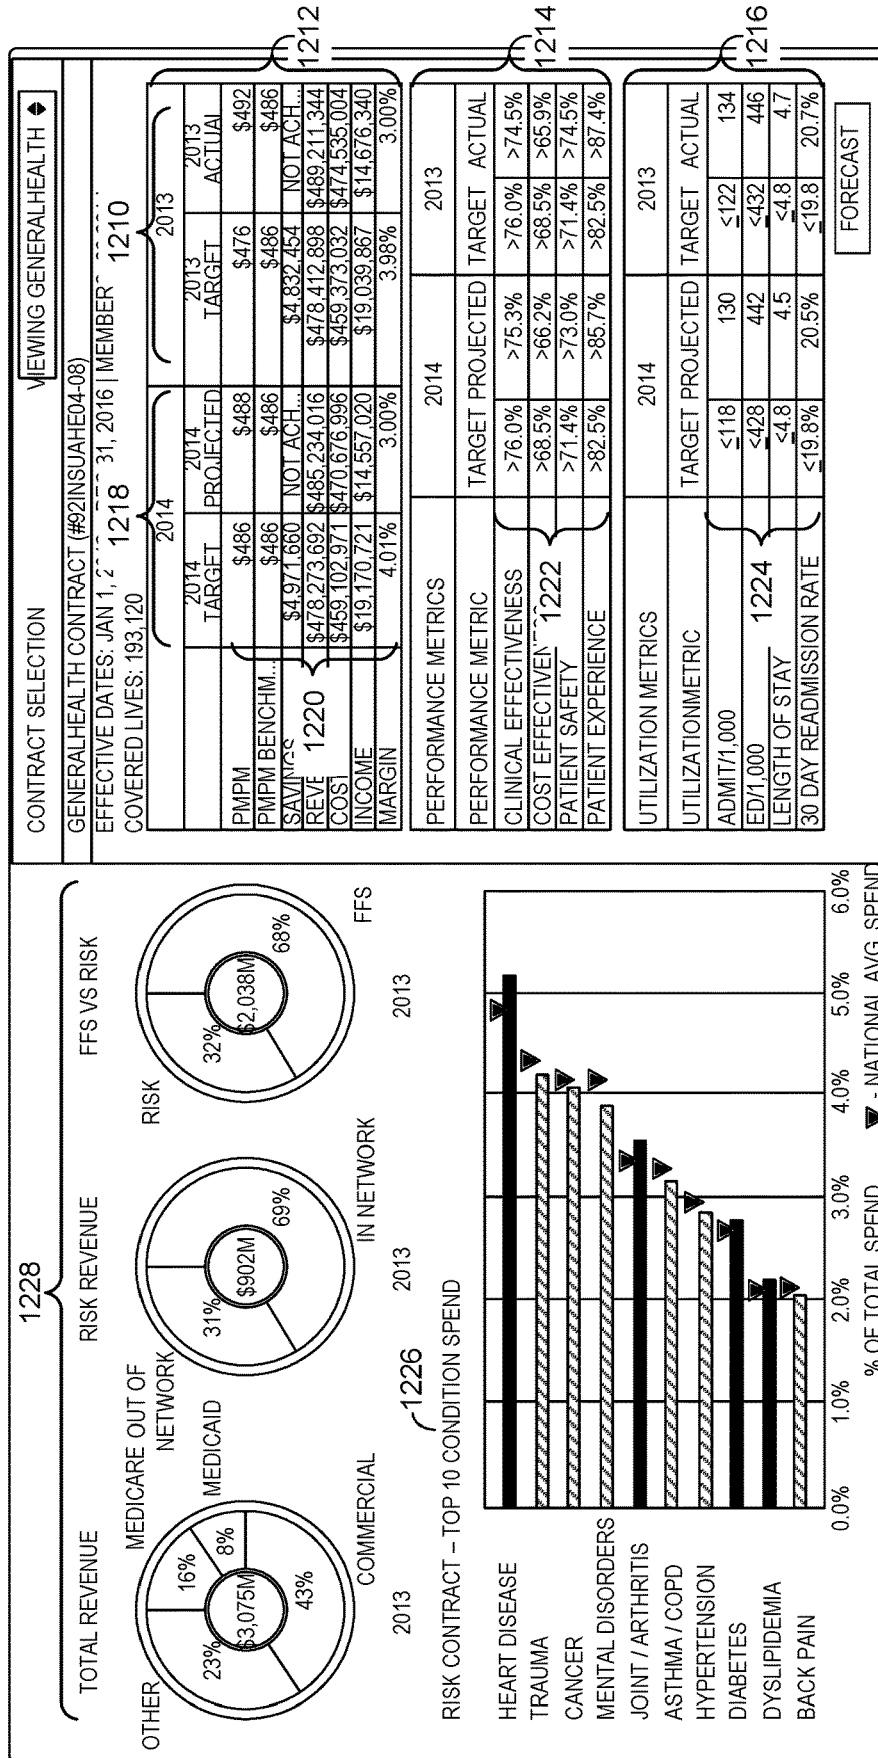 1228
TOTAL REVENUE
RISK REVENUE
FFS VS RISK
OTHER
MEDICARE OUT OF
NETWORK
MEDICAID
RISK
23%
16%
8%
43%
$3,075M
31%
69%
$902M
32%
68%
$2,038M
COMMERCIAL
IN NETWORK
FFS
2013
2013
2013
1226
RISK CONTRACT – TOP 10 CONDITION SPEND
HEART DISEASE
TRAUMA
CANCER
MENTAL DISORDERS
JOINT / ARTHRITIS
ASTHMA / COPD
HYPERTENSION
DIABETES
DYSLIPIDEMIA
BACK PAIN
0.0% 1.0% 2.0% 3.0% 4.0% 5.0% 6.0%
% OF TOTAL SPEND
- NATIONAL AVG. SPEND
CONTRACT SELECTION
VIEWING GENERALHEALTH
GENERALHEALTH CONTRACT (#92INSUAHE04-08)
EFFECTIVE DATES: JAN 1, 31, 2016 | MEMBER
COVERED LIVES: 193,120
1218
1210
2014 2013
2014 TARGET 2014 PROJECTED 2013 TARGET 2013 ACTUAL
PMPM $486 $488 $476 $492
PMPM BENCHM... $486 $486 $486 $486
SAVINGS $4,971,660 NOT ACH... $4,832,454 NOT ACH...
REVE $478,273,692 $485,234,016 $478,412,898 $489,211,344
COST $459,102,971 $470,676,996 $459,373,032 $474,535,004
INCOME $19,170,721 $14,557,020 $19,039,867 $14,676,340
MARGIN 4.01% 3.00% 3.98% 3.00%
1220
1212
PERFORMANCE METRICS 2014 2013
PERFORMANCE METRIC TARGET PROJECTED TARGET ACTUAL
CLINICAL EFFECTIVENESS >76.0% >75.3% >76.0% >74.5%
COST EFFECTIVENESS >68.5% >66.2% >68.5% >65.9%
PATIENT SAFETY >71.4% >73.0% >71.4% >74.5%
PATIENT EXPERIENCE >82.5% >85.7% >82.5% >87.4%
1222
1214
UTILIZATION METRICS 2014 2013
UTILIZATIONMETRIC TARGET PROJECTED TARGET ACTUAL
ADMIT/1,000 <118 130 <122 134
ED/1,000 <428 442 <432 446
LENGTH OF STAY <4.8 4.5 <4.8 4.7
30 DAY READMISSION RATE <19.8% 20.5% <19.8 20.7%
1224
1216
FORECAST